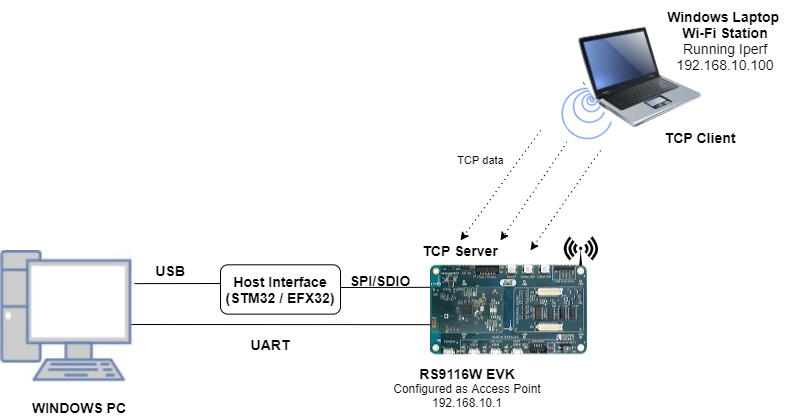 Windows Laptop
Wi-Fi Station
Running Iperf
192.168.10.100
TCP Client
TCP data
TCP Server
USB
Host Interface
(STM32 / EFX32)
SPI/SDIO
UART
RS9116W EVK
Configured as Access Point
192.168.10.1
WINDOWS PC